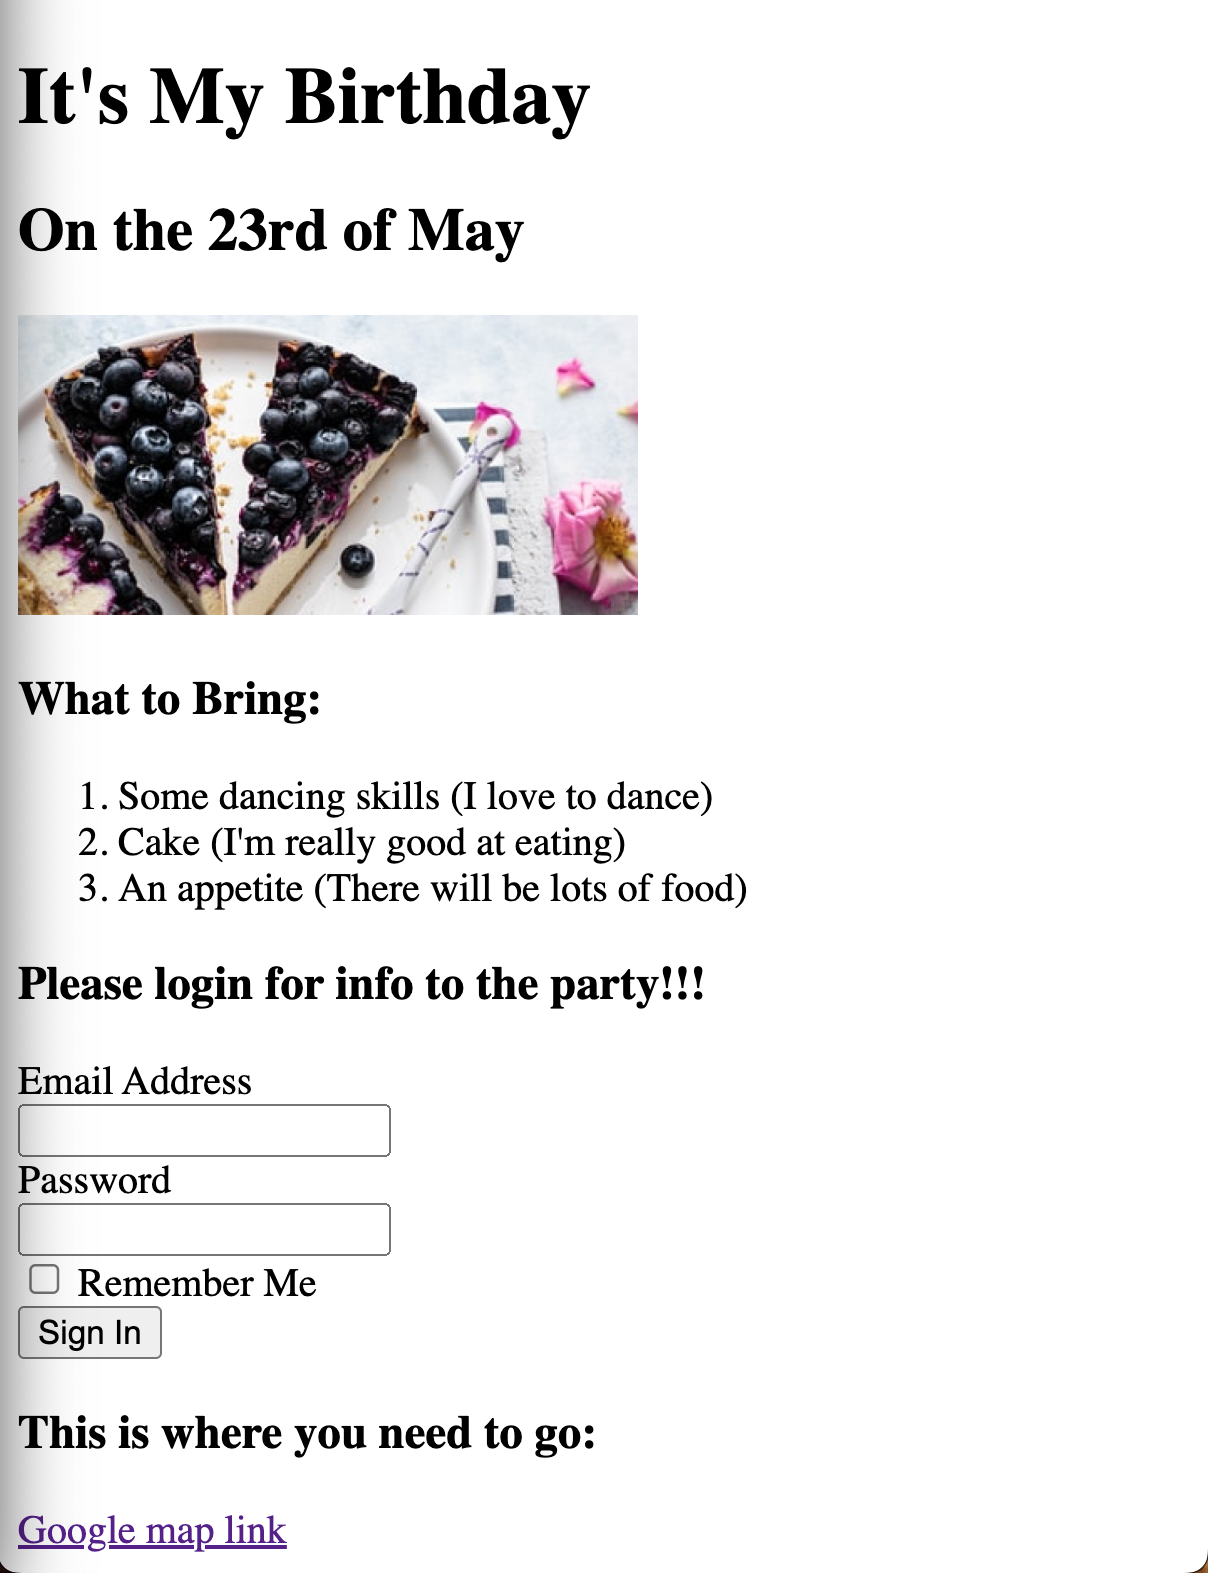 It's My Birthday
On the 23rd of May
What to Bring:
1. Some dancing skills (I love to dance)
2. Cake (I'm really good at eating)
3. An appetite (There will be lots of food)
Please login for info to the party!!!
Email Address
Password
Remember Me
Sign In
This is where you need to go:
Google map link